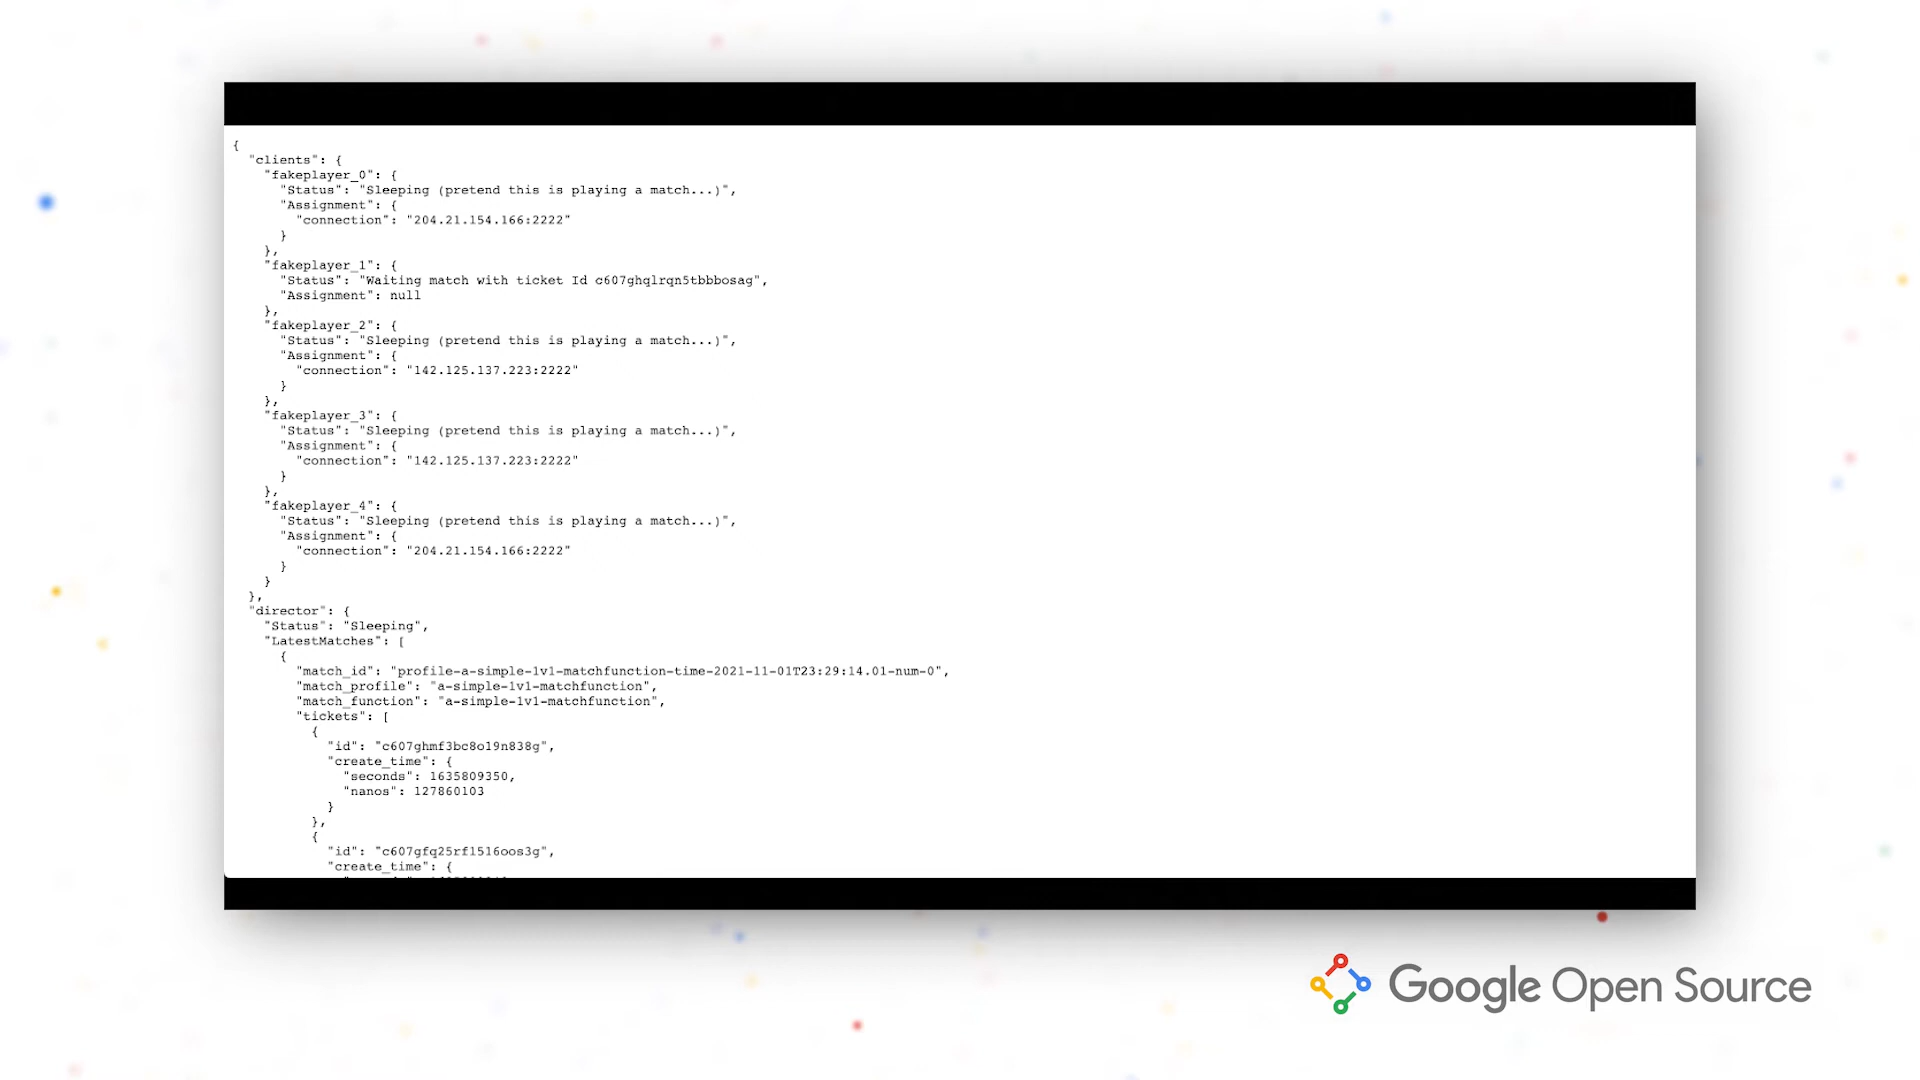 {
"clients": {
"fakeplayer_0": {
"Status": "Sleeping (pretend this is playing a match...)",
"Assignment": {
"connection": "204.21.154.166:2222"
}
},
"fakeplayer_1": {
"Status": "Waiting match with ticket Id c607ghqlrqn5tbbbosag",
"Assignment": null
},
"fakeplayer_2": {
"Status": "Sleeping (pretend this is playing a match...)",
"Assignment": {
"connection": "142.125.137.223:2222"
}
},
"fakeplayer_3": {
"Status": "Sleeping (pretend this is playing a match...)",
"Assignment": {
"connection": "142.125.137.223:2222"
}
},
"fakeplayer_4": {
"Status": "Sleeping (pretend this is playing a match...)",
"Assignment": {
"connection": "204.21.154.166:2222"
}
}
},
"director": {
"Status": "Sleeping",
"LatestMatches": [
{
"match_id": "profile-a-simple-1v1-matchfunction-time-2021-11-01T23:29:14.01-num-0",
"match_profile": "a-simple-1v1-matchfunction",
"match_function": "a-simple-1v1-matchfunction",
"tickets": [
{
"id": "c607ghmf3bc8o19n838g",
"create_time": {
"seconds": 1635809350,
"nanos": 127860103
}
},
{
"id": "c607gfq25rf1516oos3g",
"create_time": {
Google Open Source